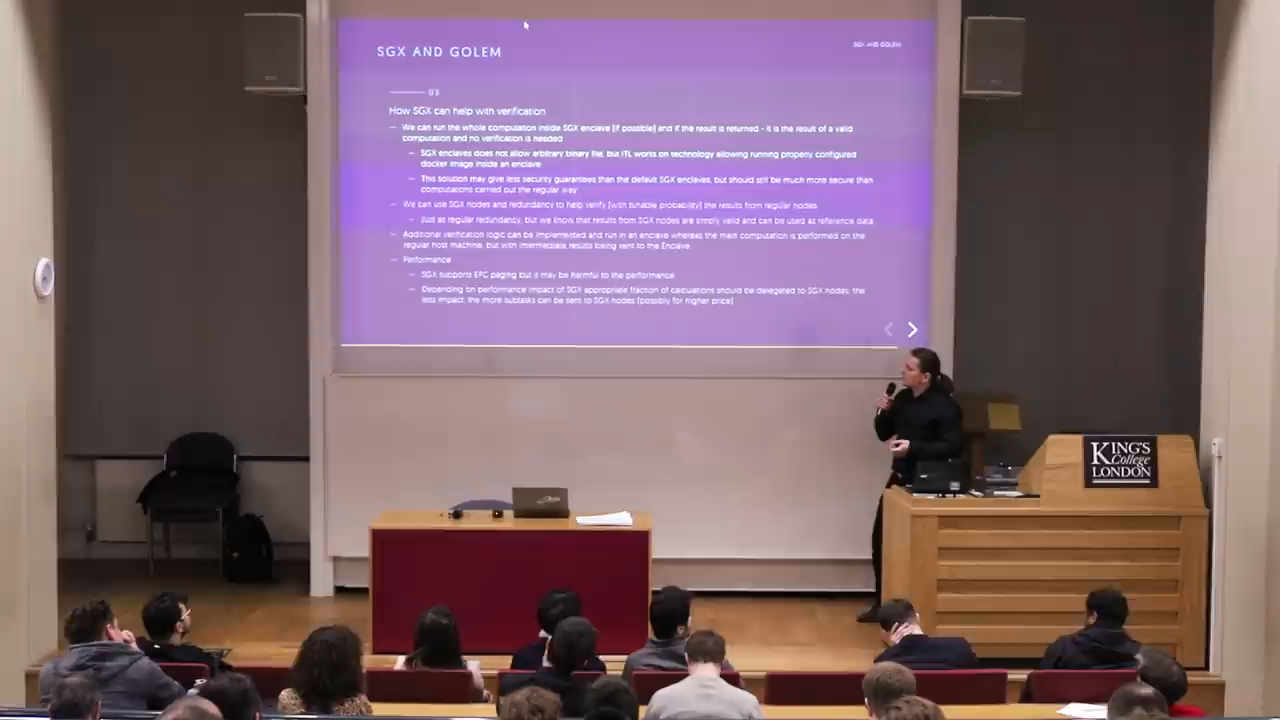 SGX AND GOLEM
SGX AND GOLEM
03
How SGX can help with verification
– We can run the whole computation inside SGX enclave [if possible] and if the result is returned - it is the result of a valid
computation and no verification is needed
– SGX enclaves does not allow arbitrary binary file, but ITL works on technology allowing running properly configured
docker image inside an enclave
– This solution may give less security guarantees than the default SGX enclaves, but should still be much more secure than
computations carried out the regular way
– We can use SGX nodes and redundancy to help verify [with tunable probability] the results from regular nodes
– Just as regular redundancy, but we know that results from SGX nodes are simply valid and can be used as reference data
– Additional verification logic can be implemented and run in an enclave whereas the main computation is performed on the
regular host machine, but with intermediate results being sent to the Enclave
– Performance
– SGX supports EPC paging but it may be harmful to the performance
– Depending on performance impact of SGX appropriate fraction of calculations should be delegated to SGX nodes, the
less impact, the more subtasks can be sent to SGX nodes [possibly for higher price]
KING'S
College
LONDON